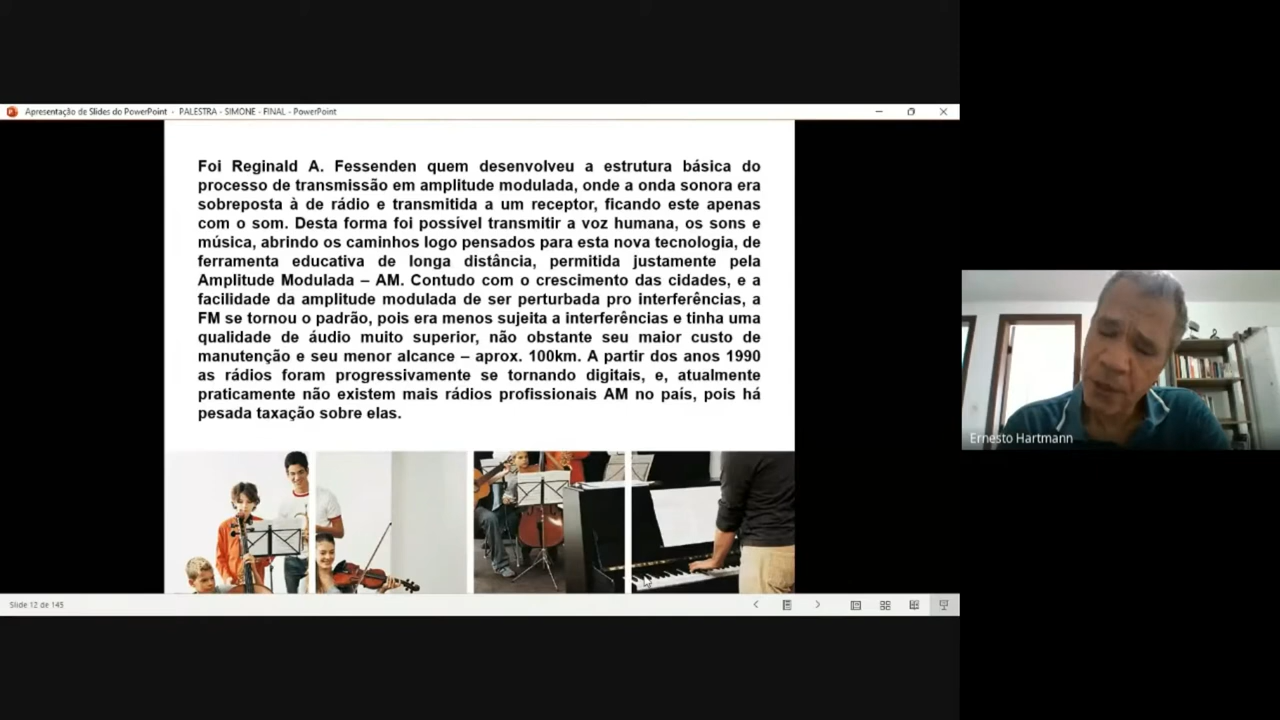 Apresentação de Slides do PowerPoint - PALESTRA - SIMONE - FINAL - PowerPoint
Foi Reginald A. Fessenden quem desenvolveu a estrutura básica do
processo de transmissão em amplitude modulada, onde a onda sonora era
sobreposta à de rádio e transmitida a um receptor, ficando este apenas
com o som. Desta forma foi possível transmitir a voz humana, os sons e
música, abrindo os caminhos logo pensados para esta nova tecnologia, de
ferramenta educativa de longa distância, permitida justamente pela
Amplitude Modulada – AM. Contudo com o crescimento das cidades, e a
facilidade da amplitude modulada de ser perturbada pro interferências, a
FM se tornou o padrão, pois era menos sujeita a interferências e tinha uma
qualidade de áudio muito superior, não obstante seu maior custo de
manutenção e seu menor alcance – aprox. 100km. A partir dos anos 1990
as rádios foram progressivamente se tornando digitais, e, atualmente
praticamente não existem mais rádios profissionais AM no país, pois há
pesada taxação sobre elas.
Ernesto Hartmann
Slide 12 de 145